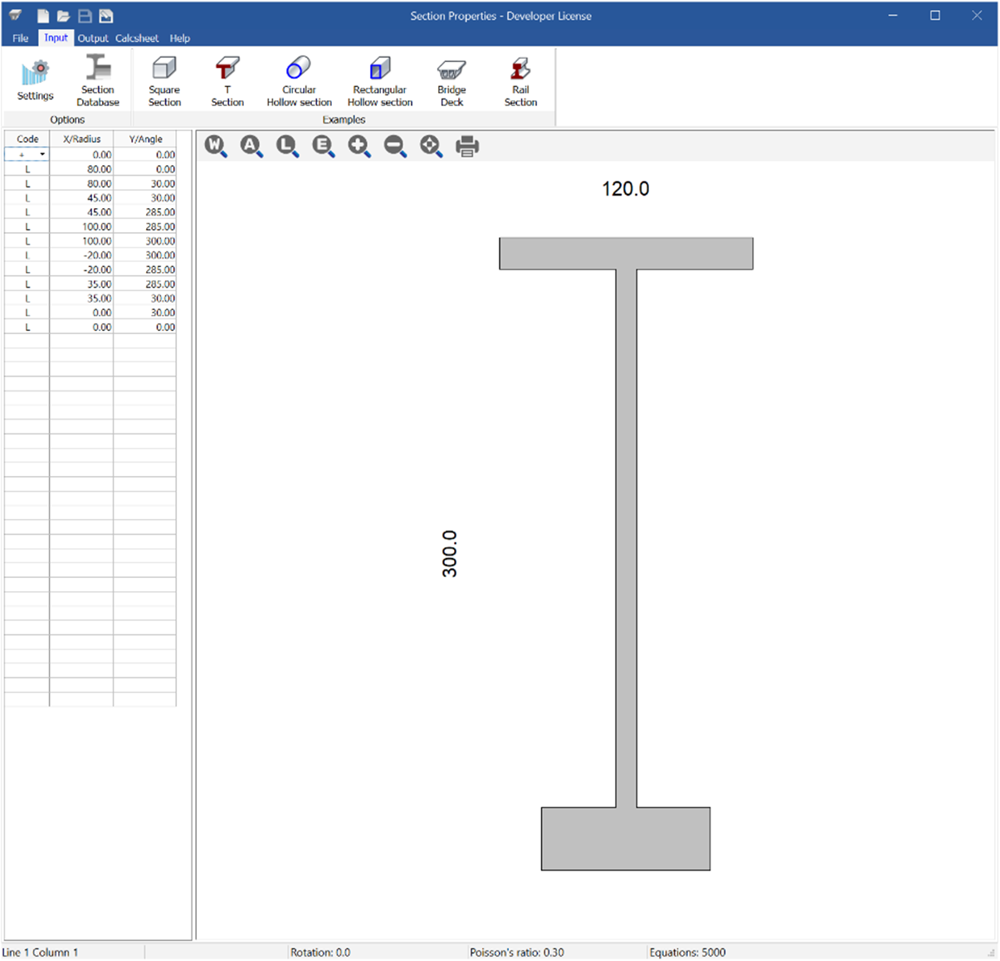 Section Properties - Developer License
File Input Output Calcsheet Help
Settings
Section
Database
Square
Section
T
Section
Circular
Hollow section
Rectangular
Hollow section
Bridge
Deck
Rail
Section
Options Examples
Code X/Radius Y/Angle
+ 0.00 0.00
L 80.00 0.00
L 80.00 30.00
L 45.00 30.00
L 45.00 285.00
L 100.00 285.00
L 100.00 300.00
L -20.00 300.00
L -20.00 285.00
L 35.00 285.00
L 35.00 30.00
L 0.00 30.00
L 0.00 0.00
W A L E
120.0
300.0
Line 1 Column 1 Rotation: 0.0 Poisson's ratio: 0.30 Equations: 5000